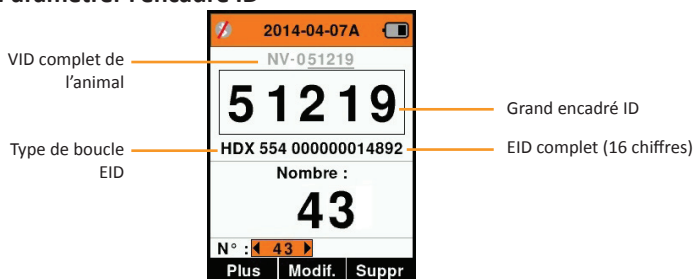 Paramétrer l'encadré ID
2014-04-07A
VID complet de
l'animal
NV-051219
51219
Grand encadré ID
Type de boucle
EID
HDX 554 000000014892
EID complet (16 chiffres)
Nombre :
43
N° : 43
Plus Modif. Suppr